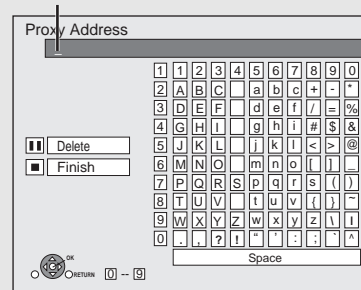 Proxy Address
_
1 1 2 3 4 5 6 7 8 9 0
2 A B C a b c + - *
3 D E F d e f / = %
4 G H I g h i # $ &
5 J K L j k l < > @
6 M N O m n o [ ] _
7 P Q R S p q r s ( )
8 T U V t u v { } ~
9 W X Y Z w x y z \ |
0 . , ? ! " ' : ; ` ^
Space
Delete
Finish
OK
RETURN 0 -- 9